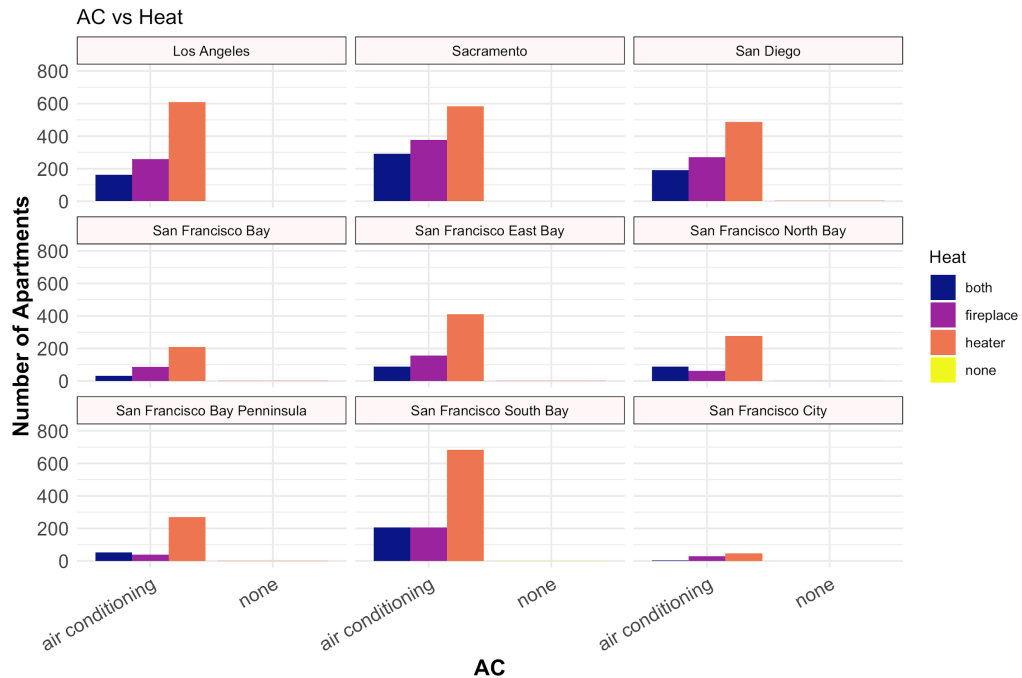 AC vs Heat
Los Angeles
Sacramento
San Diego
800
600
400
200
0
San Francisco Bay
San Francisco East Bay
San Francisco North Bay
800
600
400
200
0
San Francisco Bay Penninsula
San Francisco South Bay
San Francisco City
800
600
400
200
0
air conditioning
none
air conditioning
none
air conditioning
none
Number of Apartments
AC
Heat
both
fireplace
heater
none